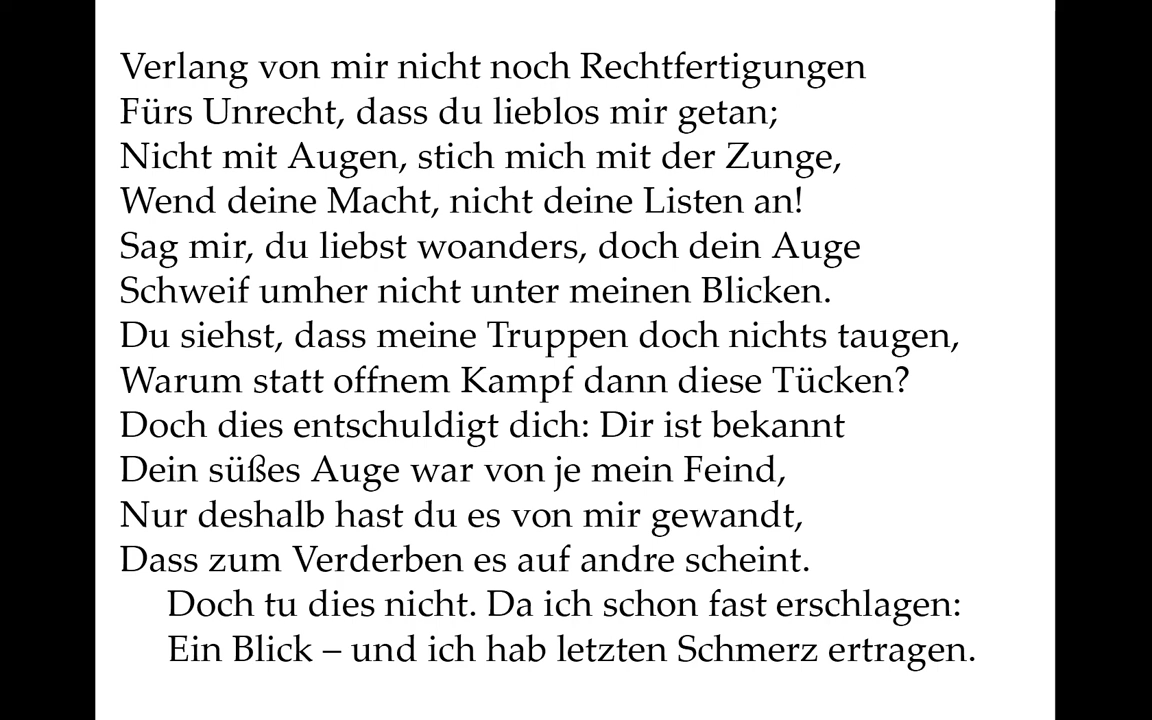 Verlang von mir nicht noch Rechtfertigungen
Fürs Unrecht, dass du lieblos mir getan;
Nicht mit Augen, stich mich mit der Zunge,
Wend deine Macht, nicht deine Listen an!
Sag mir, du liebst woanders, doch dein Auge
Schweif umher nicht unter meinen Blicken.
Du siehst, dass meine Truppen doch nichts taugen,
Warum statt offnem Kampf dann diese Tücken?
Doch dies entschuldigt dich: Dir ist bekannt
Dein süßes Auge war von je mein Feind,
Nur deshalb hast du es von mir gewandt,
Dass zum Verderben es auf andre scheint.
Doch tu dies nicht. Da ich schon fast erschlagen:
Ein Blick – und ich hab letzten Schmerz ertragen.